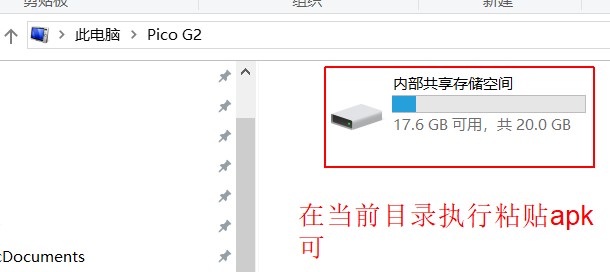 剪贴板 组织 新建
此电脑 > Pico G2
内部共享存储空间
17.6 GB 可用，共 20.0 GB
在当前目录执行粘贴apk
可
cDocuments